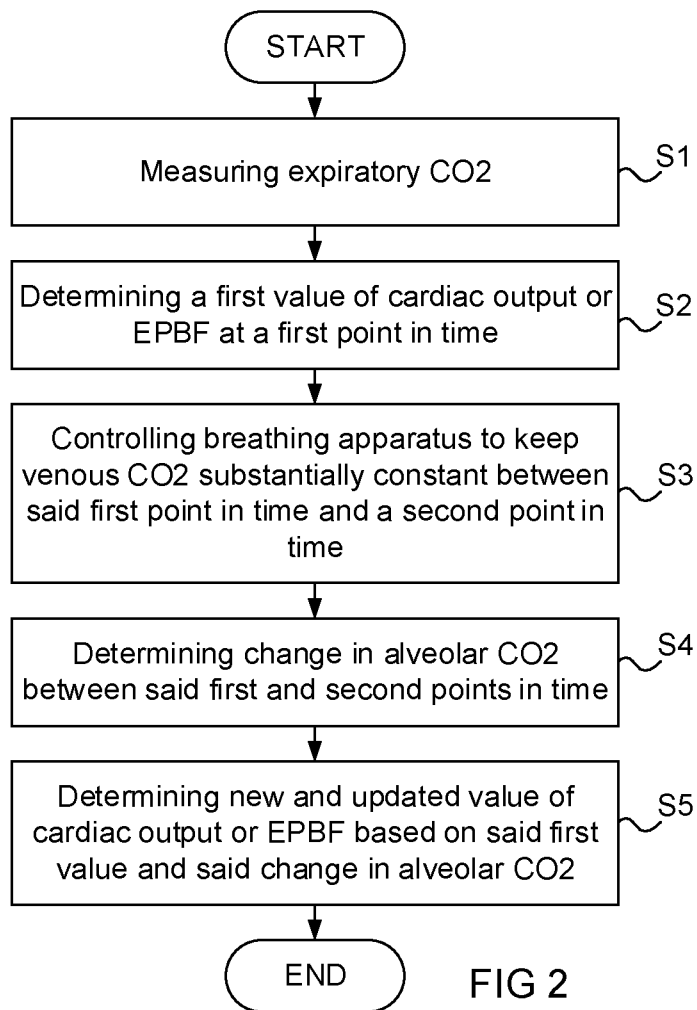 START
Measuring expiratory CO2
S1
Determining a first value of cardiac output or
EPBF at a first point in time
S2
Controlling breathing apparatus to keep
venous CO2 substantially constant between
said first point in time and a second point in
time
S3
Determining change in alveolar CO2
between said first and second points in time
S4
Determining new and updated value of
cardiac output or EPBF based on said first
value and said change in alveolar CO2
S5
END
FIG 2